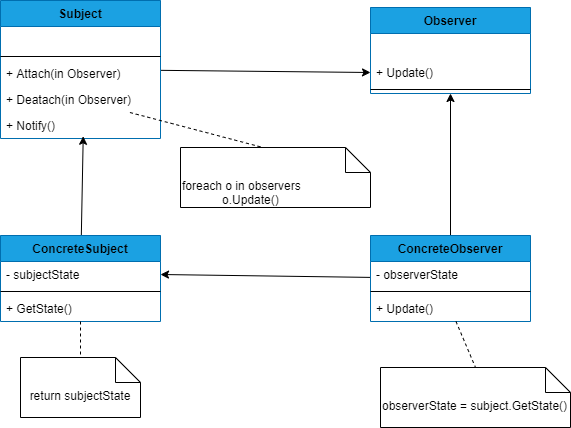 Subject
+ Attach(in Observer)
+ Deatach(in Observer)
+ Notify()
Observer
+ Update()
foreach o in observers
o.Update()
ConcreteSubject
- subjectState
+ GetState()
ConcreteObserver
- observerState
+ Update()
return subjectState
observerState = subject.GetState()